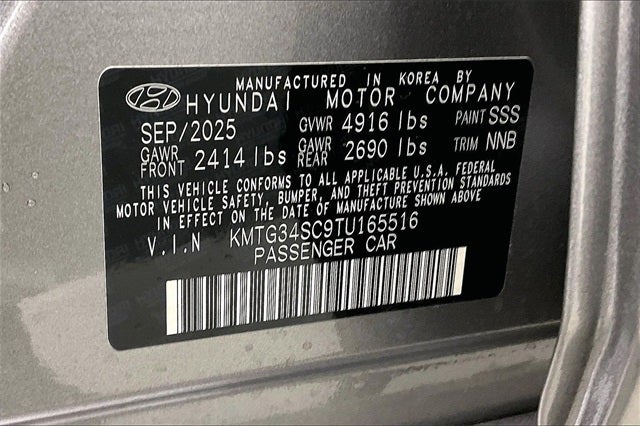 MANUFACTURED IN KOREA BY
HYUNDAI MOTOR COMPANY
SEP/2025 GVWR 4916 lbs PAINT SSS
GAWR FRONT 2414 lbs GAWR REAR 2690 lbs TRIM NNB
THIS VEHICLE CONFORMS TO ALL APPLICABLE U.S.A. FEDERAL
MOTOR VEHICLE SAFETY, BUMPER, AND THEFT PREVENTION STANDARDS
IN EFFECT ON THE DATE OF MANUFACTURE SHOWN ABOVE
V.I.N KMTG34SC9TU165516
PASSENGER CAR